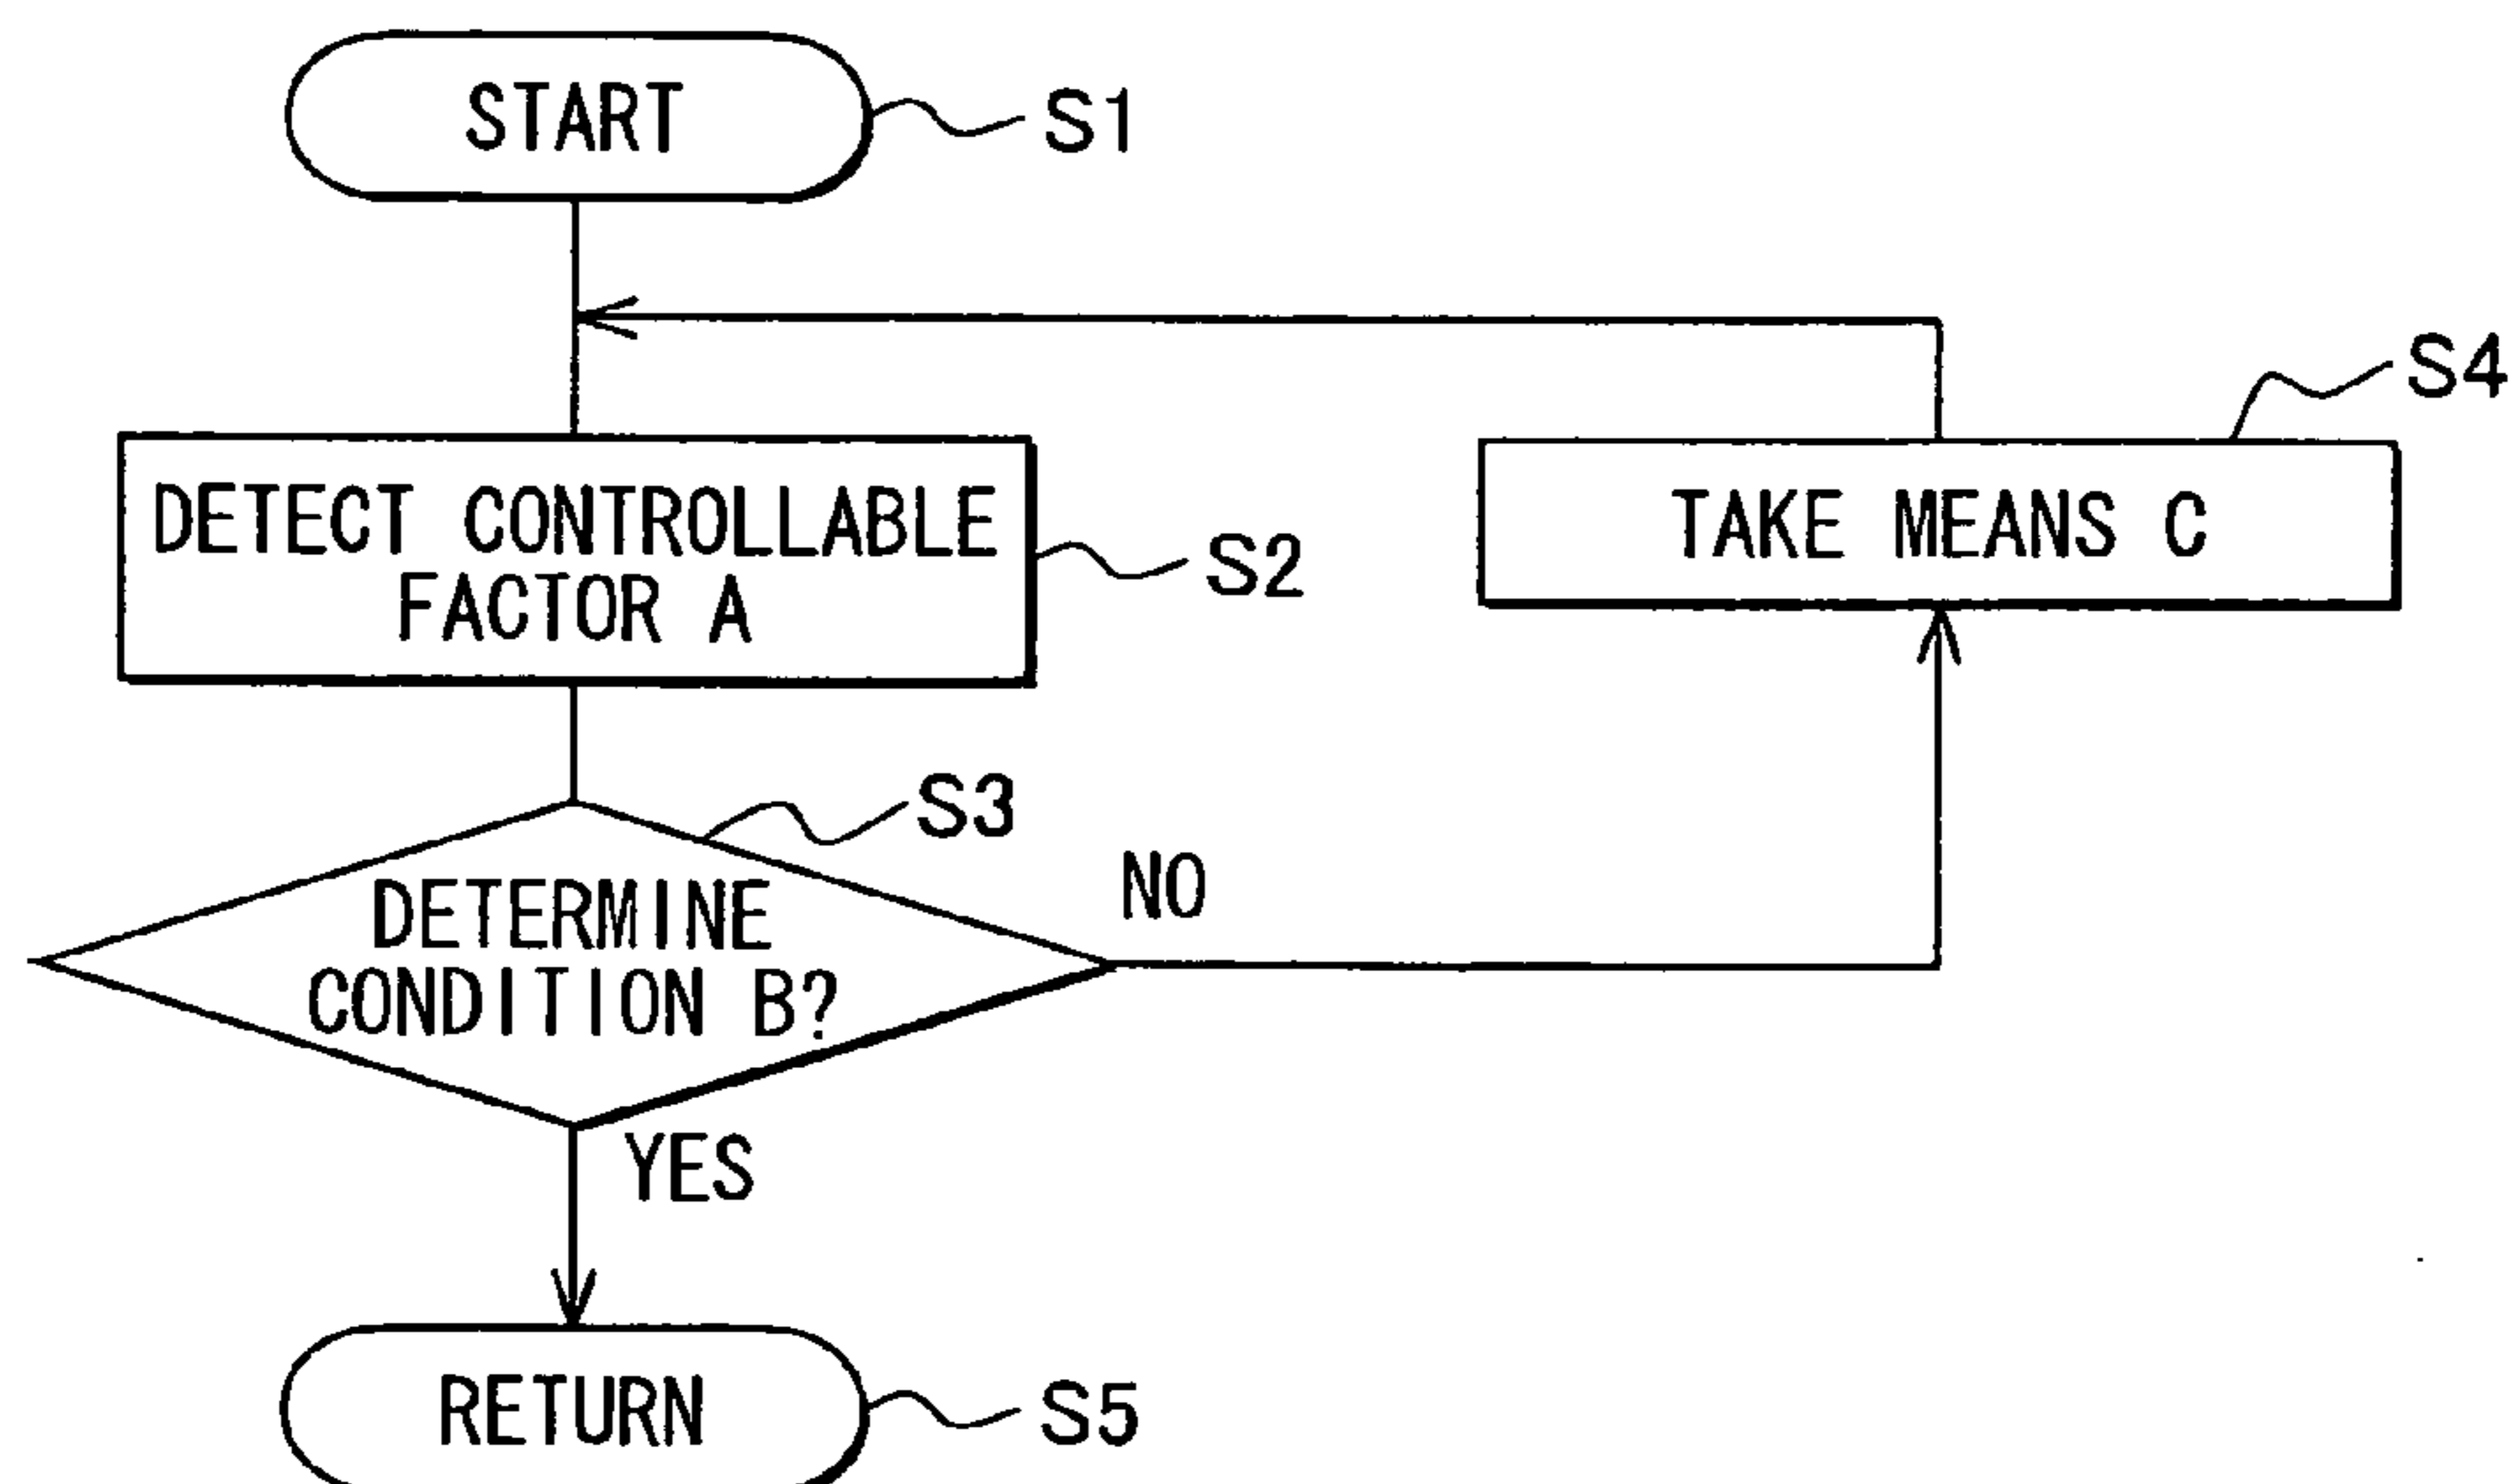 START
S1
S4
DETECT CONTROLLABLE
FACTOR A
S2
TAKE MEANS C
S3
DETERMINE
CONDITION B?
NO
YES
RETURN
S5